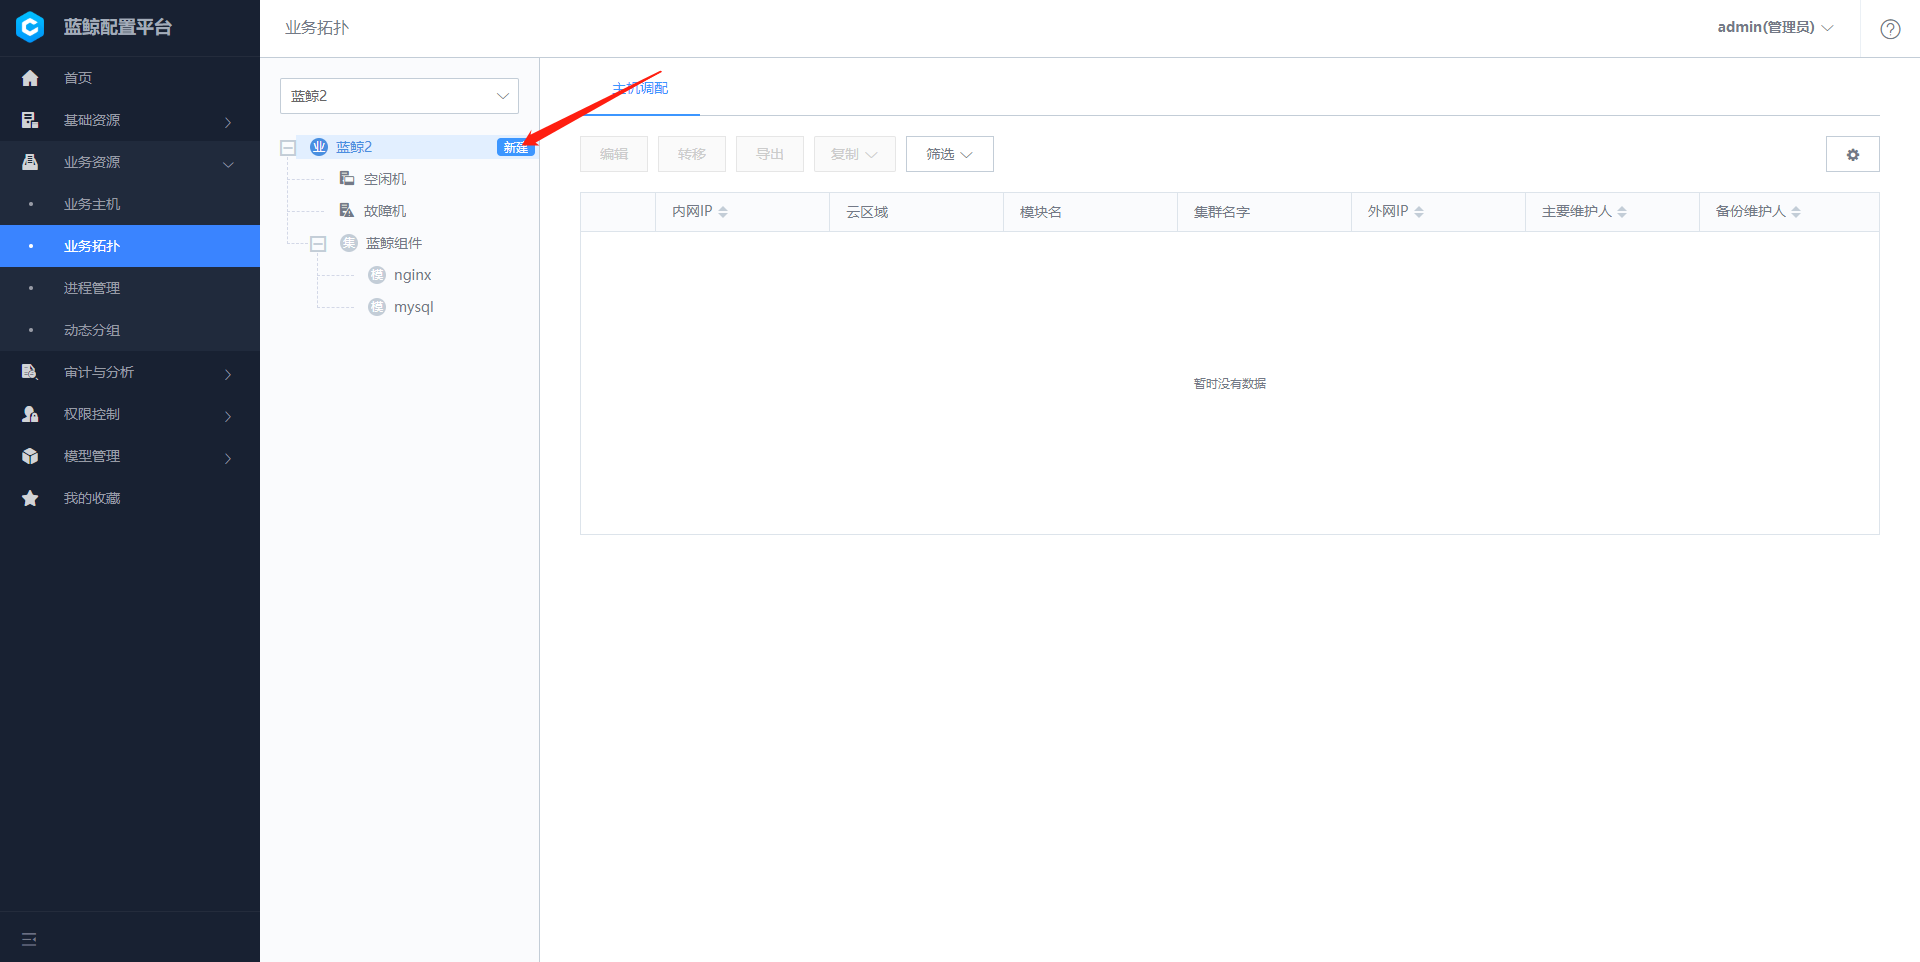 蓝鲸配置平台
首页
基础资源
业务资源
业务主机
业务拓扑
进程管理
动态分组
审计与分析
权限控制
模型管理
我的收藏
业务拓扑
admin(管理员)
蓝鲸2
业 蓝鲸2 新建
空闲机
故障机
集 蓝鲸组件
模 nginx
模 mysql
主机调配
编辑 转移 导出 复制 筛选
内网IP 云区域 模块名 集群名字 外网IP 主要维护人 备份维护人
暂时没有数据